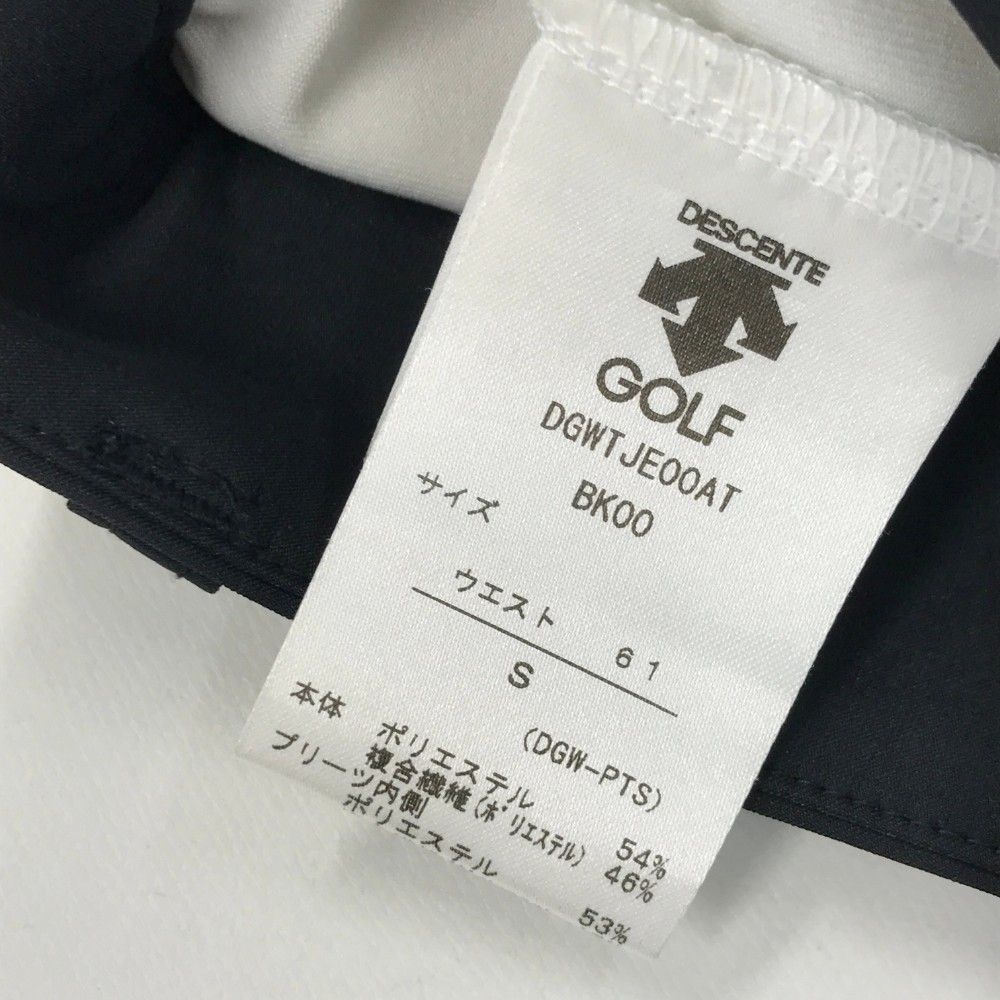 DESCENTE
GOLF
DGWTJE00AT
BK00
サイズ
ウエスト 61
S
(DGW-PTS)
本体 ポリエステル 54%
複合繊維(ポリエステル) 46%
プリーツ内側
ポリエステル 53%